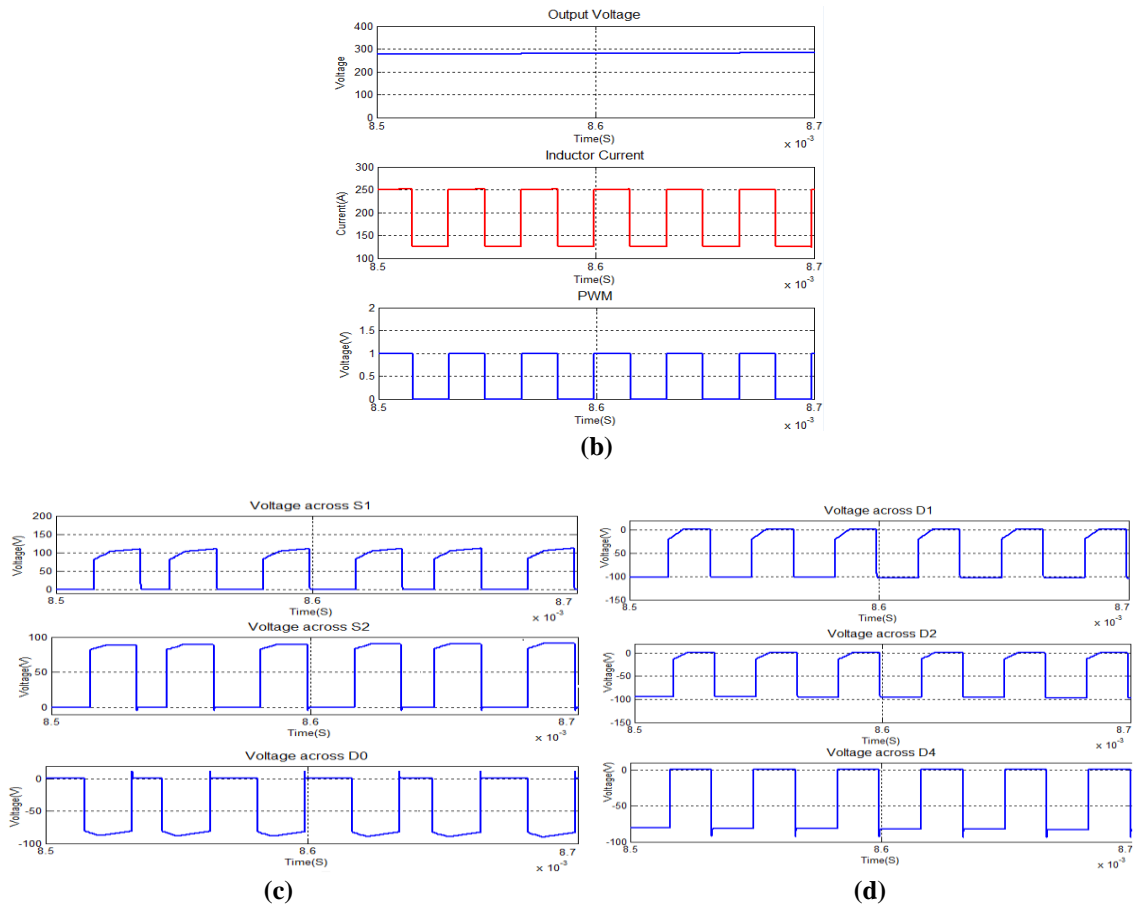 Output Voltage
400
300
200
100
0
Voltage
8.5 8.6 8.7
Time(S)
x 10⁻³
Inductor Current
300
250
200
150
100
Current(A)
8.5 8.6 8.7
Time(S)
x 10⁻³
PWM
2
1.5
1
0.5
0
Voltage(V)
8.5 8.6 8.7
Time(S)
x 10⁻³
(b)
Voltage across S1
200
150
100
50
0
Voltage(V)
8.5 8.6 8.7
Time(S)
x 10⁻³
Voltage across S2
100
50
0
Voltage(V)
8.5 8.6 8.7
Time(S)
x 10⁻³
Voltage across D0
0
-50
-100
Voltage(V)
8.5 8.6 8.7
Time(S)
x 10⁻³
(c)
Voltage across D1
0
-50
-100
-150
Voltage(V)
8.5 8.6 8.7
Time(S)
x 10⁻³
Voltage across D2
0
-50
-100
-150
Voltage(V)
8.5 8.6 8.7
Time(S)
x 10⁻³
Voltage across D4
0
-50
-100
Voltage(V)
8.5 8.6 8.7
Time(S)
x 10⁻³
(d)